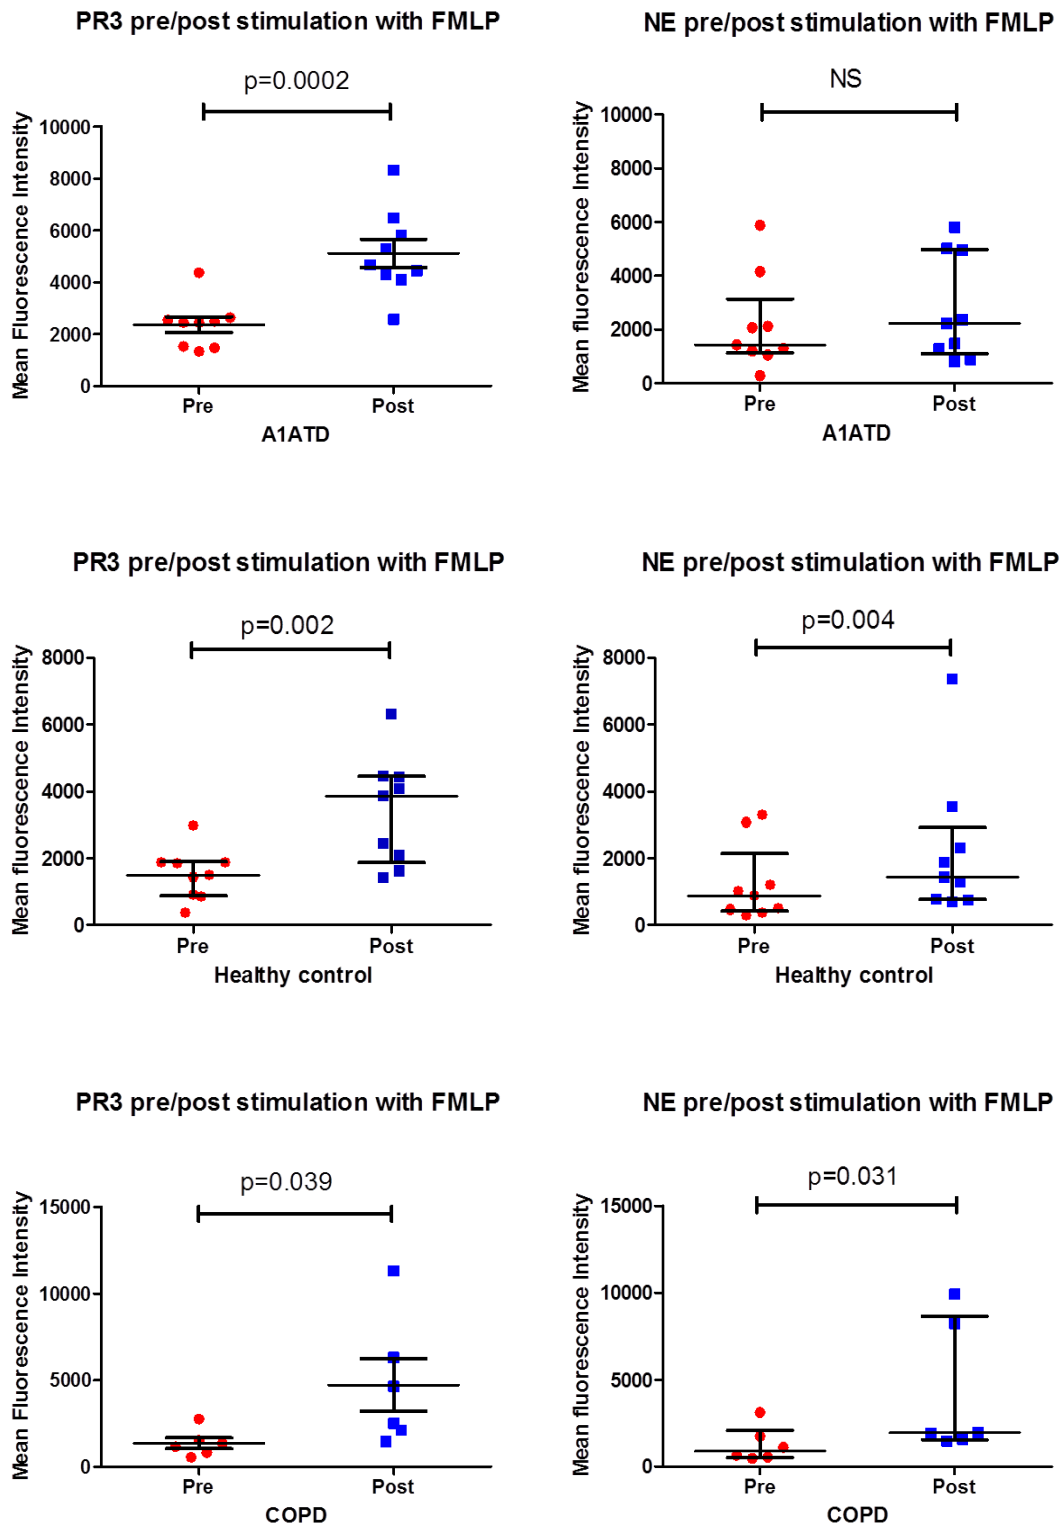 PR3 pre/post stimulation with FMLP
p=0.0002
Mean Fluorescence Intensity
10000
8000
6000
4000
2000
0
Pre
Post
A1ATD
NE pre/post stimulation with FMLP
NS
Mean fluorescence Intensity
10000
8000
6000
4000
2000
0
Pre
Post
A1ATD
PR3 pre/post stimulation with FMLP
p=0.002
Mean fluorescence Intensity
8000
6000
4000
2000
0
Pre
Post
Healthy control
NE pre/post stimulation with FMLP
p=0.004
Mean fluorescence Intensity
8000
6000
4000
2000
0
Pre
Post
Healthy control
PR3 pre/post stimulation with FMLP
p=0.039
Mean Fluorescence Intensity
15000
10000
5000
0
Pre
Post
COPD
NE pre/post stimulation with FMLP
p=0.031
Mean fluorescence Intensity
15000
10000
5000
0
Pre
Post
COPD